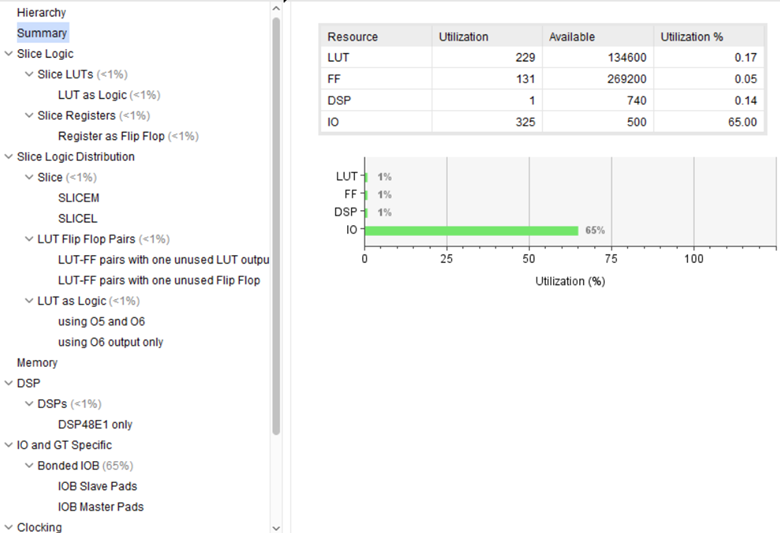 Hierarchy
Summary
Slice Logic
Slice LUTs (<1%)
LUT as Logic (<1%)
Slice Registers (<1%)
Register as Flip Flop (<1%)
Slice Logic Distribution
Slice (<1%)
SLICEM
SLICEL
LUT Flip Flop Pairs (<1%)
LUT-FF pairs with one unused LUT outpu
LUT-FF pairs with one unused Flip Flop
LUT as Logic (<1%)
using O5 and O6
using O6 output only
Memory
DSP
DSPs (<1%)
DSP48E1 only
IO and GT Specific
Bonded IOB (65%)
IOB Slave Pads
IOB Master Pads
Clocking
Resource Utilization Available Utilization %
LUT 229 134600 0.17
FF 131 269200 0.05
DSP 1 740 0.14
IO 325 500 65.00
LUT 1%
FF 1%
DSP 1%
IO 65%
0 25 50 75 100
Utilization (%)